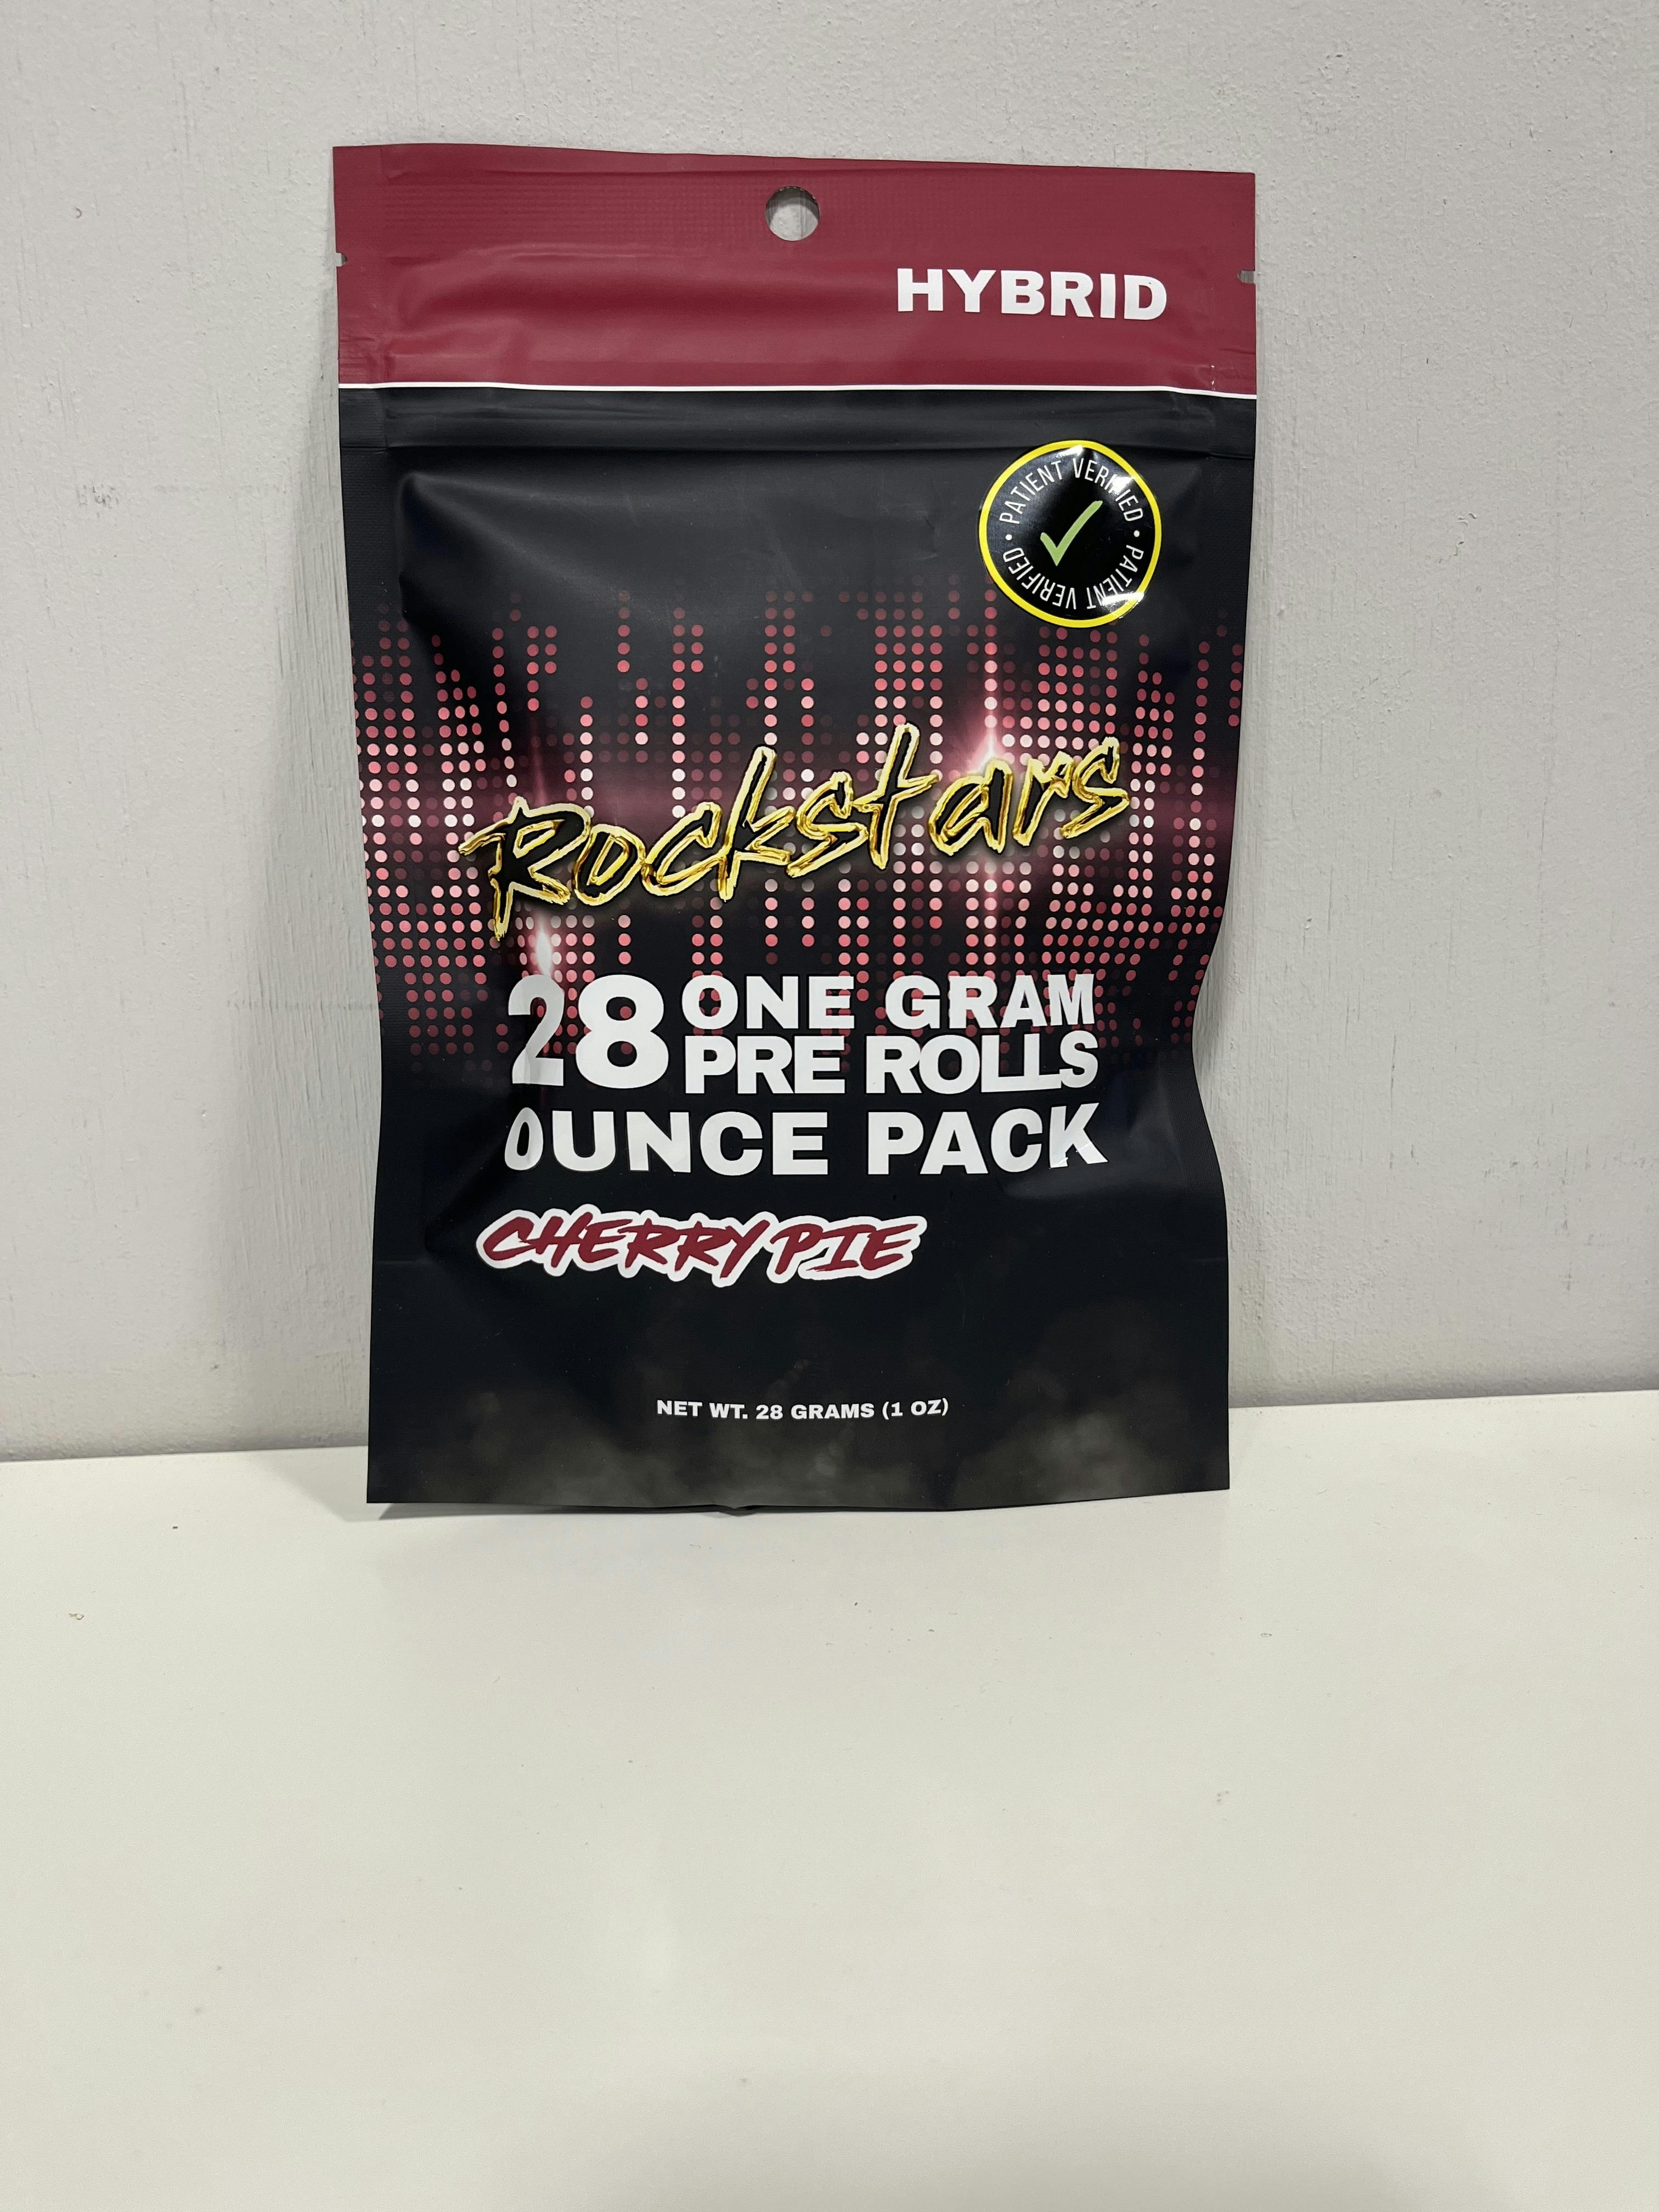 HYBRID
PATIENT VERIFIED • PATIENT VERIFIED •
Rockstars
28 ONE GRAM
PRE ROLLS
OUNCE PACK
CHERRY PIE
NET WT. 28 GRAMS (1 OZ)